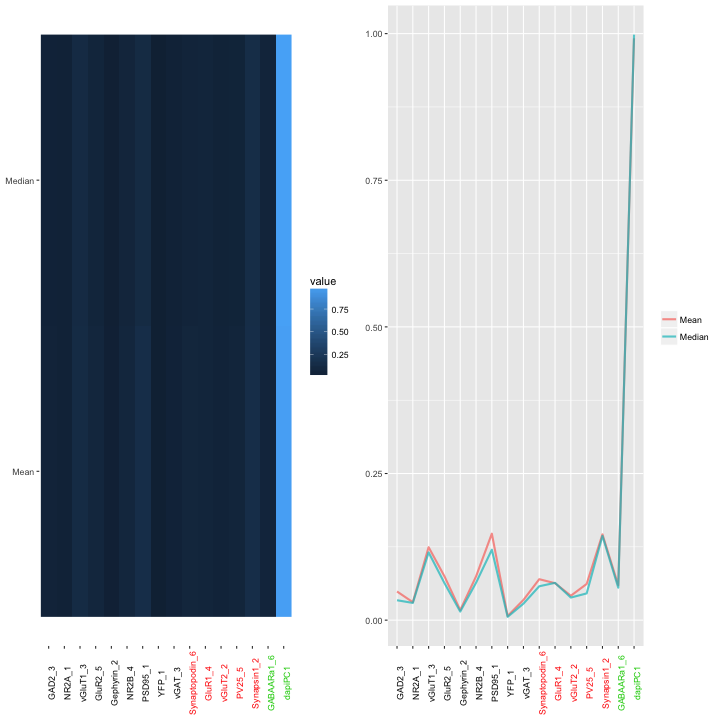 Median
Mean
GAD2_3
NR2A_1
vGluT1_3
GluR2_5
Gephyrin_2
NR2B_4
PSD95_1
YFP_1
vGAT_3
Synaptopodin_6
GluR1_4
vGluT2_2
PV25_5
Synapsin1_2
GABAARa1_6
dapiPC1
value
0.75
0.50
0.25
1.00
0.75
0.50
0.25
0.00
GAD2_3
NR2A_1
vGluT1_3
GluR2_5
Gephyrin_2
NR2B_4
PSD95_1
YFP_1
vGAT_3
Synaptopodin_6
GluR1_4
vGluT2_2
PV25_5
Synapsin1_2
GABAARa1_6
dapiPC1
Mean
Median